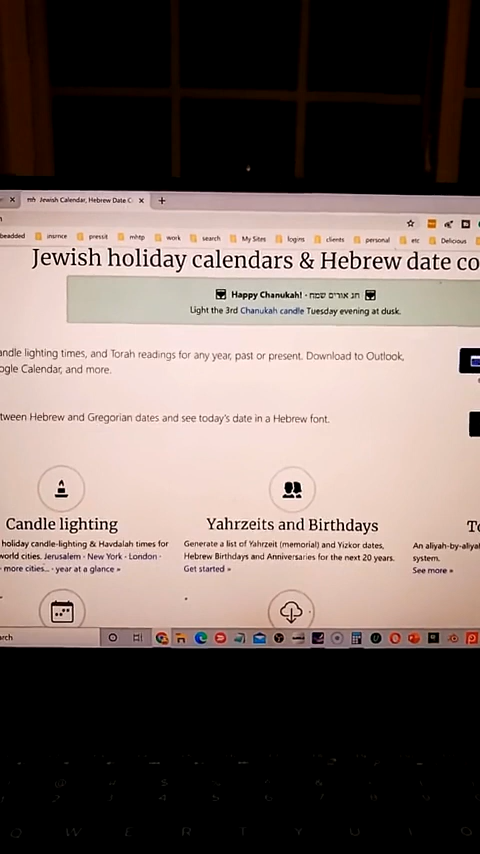 Jewish Calendar, Hebrew Date C
beadded insrnce pressit mhtp work search My Sites logins clients personal etc Delicious
Jewish holiday calendars & Hebrew date co
Happy Chanukah! · חג אורים שמח
Light the 3rd Chanukah candle Tuesday evening at dusk.
andle lighting times, and Torah readings for any year, past or present. Download to Outlook,
ogle Calendar, and more.
tween Hebrew and Gregorian dates and see today's date in a Hebrew font.
Candle lighting
holiday candle-lighting & Havdalah times for
world cities. Jerusalem · New York · London ·
more cities... · year at a glance »
Yahrzeits and Birthdays
Generate a list of Yahrzeit (memorial) and Yizkor dates,
Hebrew Birthdays and Anniversaries for the next 20 years.
Get started »
To
An aliyah-by-aliyal
system.
See more »
arch
Q W E R T Y U I O